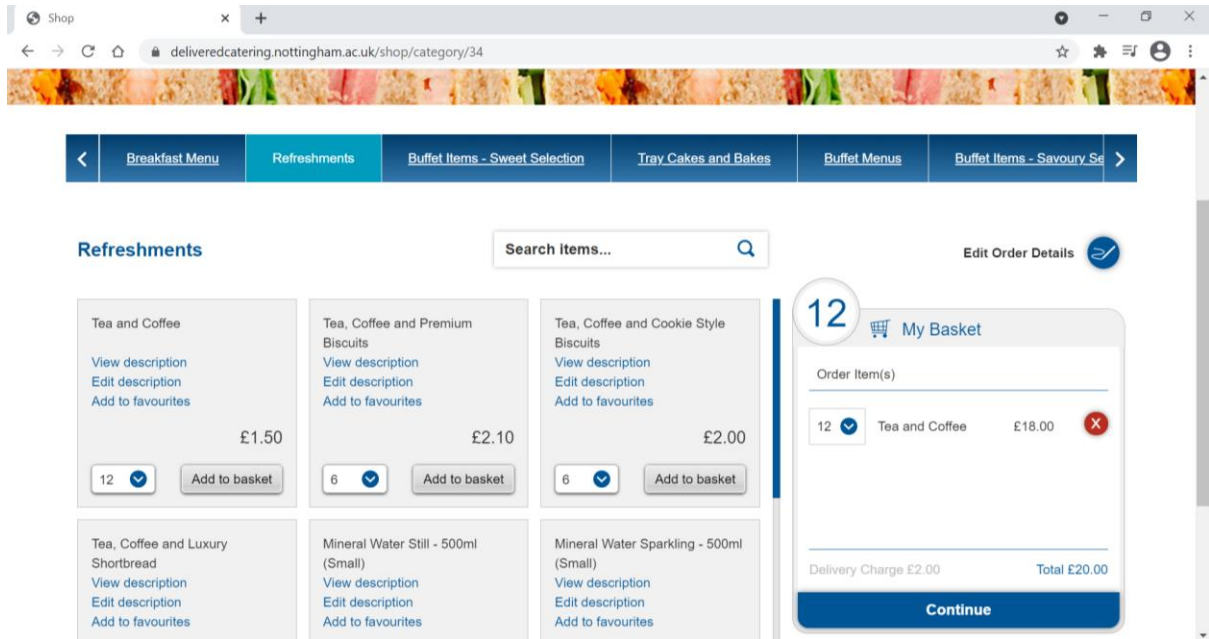 Shop
deliveredcatering.nottingham.ac.uk/shop/category/34
Breakfast Menu
Refreshments
Buffet Items - Sweet Selection
Tray Cakes and Bakes
Buffet Menus
Buffet Items - Savoury Se
Refreshments
Search items...
Edit Order Details
Tea and Coffee
View description
Edit description
Add to favourites
£1.50
12
Add to basket
Tea, Coffee and Premium
Biscuits
View description
Edit description
Add to favourites
£2.10
6
Add to basket
Tea, Coffee and Cookie Style
Biscuits
View description
Edit description
Add to favourites
£2.00
6
Add to basket
Tea, Coffee and Luxury
Shortbread
View description
Edit description
Add to favourites
Mineral Water Still - 500ml
(Small)
View description
Edit description
Add to favourites
Mineral Water Sparkling - 500ml
(Small)
View description
Edit description
Add to favourites
12
My Basket
Order Item(s)
12 Tea and Coffee £18.00 X
Delivery Charge £2.00 Total £20.00
Continue